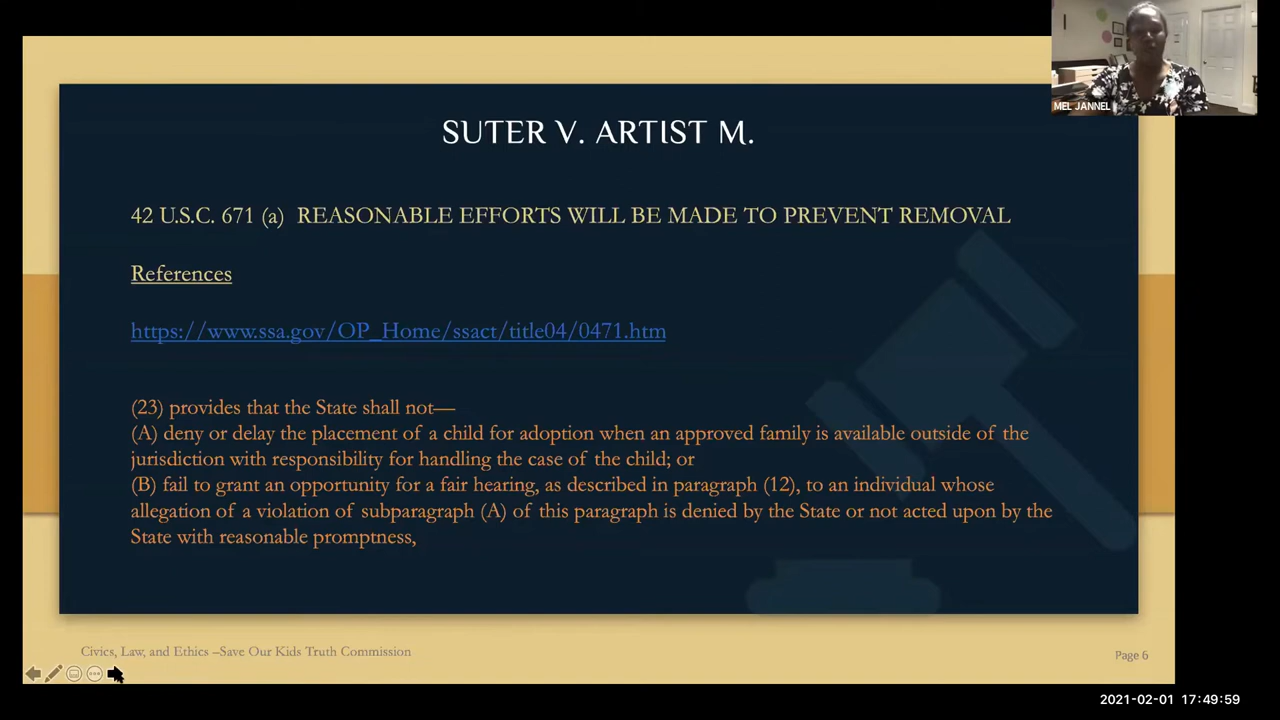 MEL JANNEL
SUTER V. ARTIST M.
42 U.S.C. 671 (a)  REASONABLE EFFORTS WILL BE MADE TO PREVENT REMOVAL
References
https://www.ssa.gov/OP_Home/ssact/title04/0471.htm
(23) provides that the State shall not—
(A) deny or delay the placement of a child for adoption when an approved family is available outside of the
jurisdiction with responsibility for handling the case of the child; or
(B) fail to grant an opportunity for a fair hearing, as described in paragraph (12), to an individual whose
allegation of a violation of subparagraph (A) of this paragraph is denied by the State or not acted upon by the
State with reasonable promptness,
Civics, Law, and Ethics –Save Our Kids Truth Commission
Page 6
2021-02-01 17:49:59